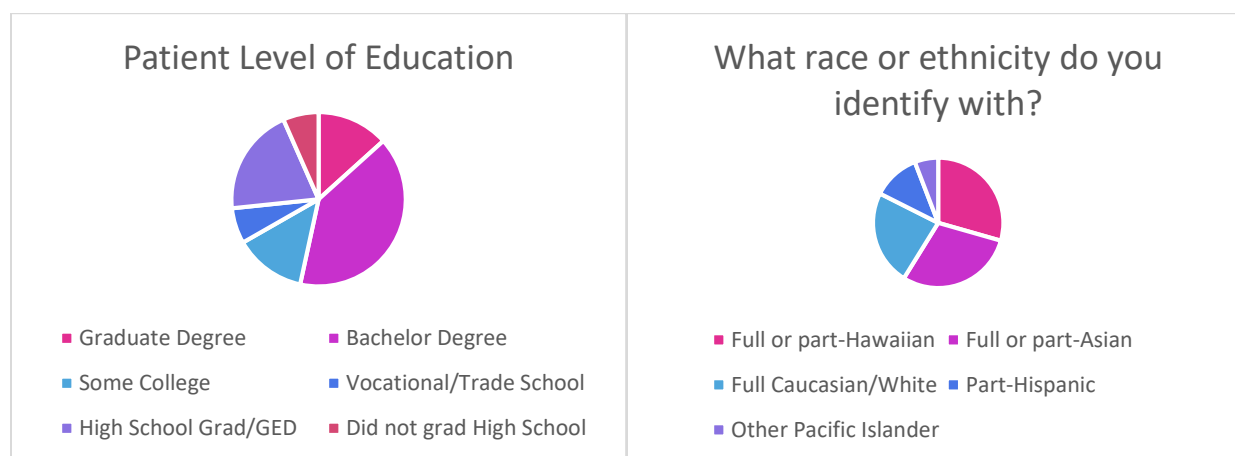 Patient Level of Education
Graduate Degree
Bachelor Degree
Some College
Vocational/Trade School
High School Grad/GED
Did not grad High School
What race or ethnicity do you
identify with?
Full or part-Hawaiian
Full or part-Asian
Full Caucasian/White
Part-Hispanic
Other Pacific Islander